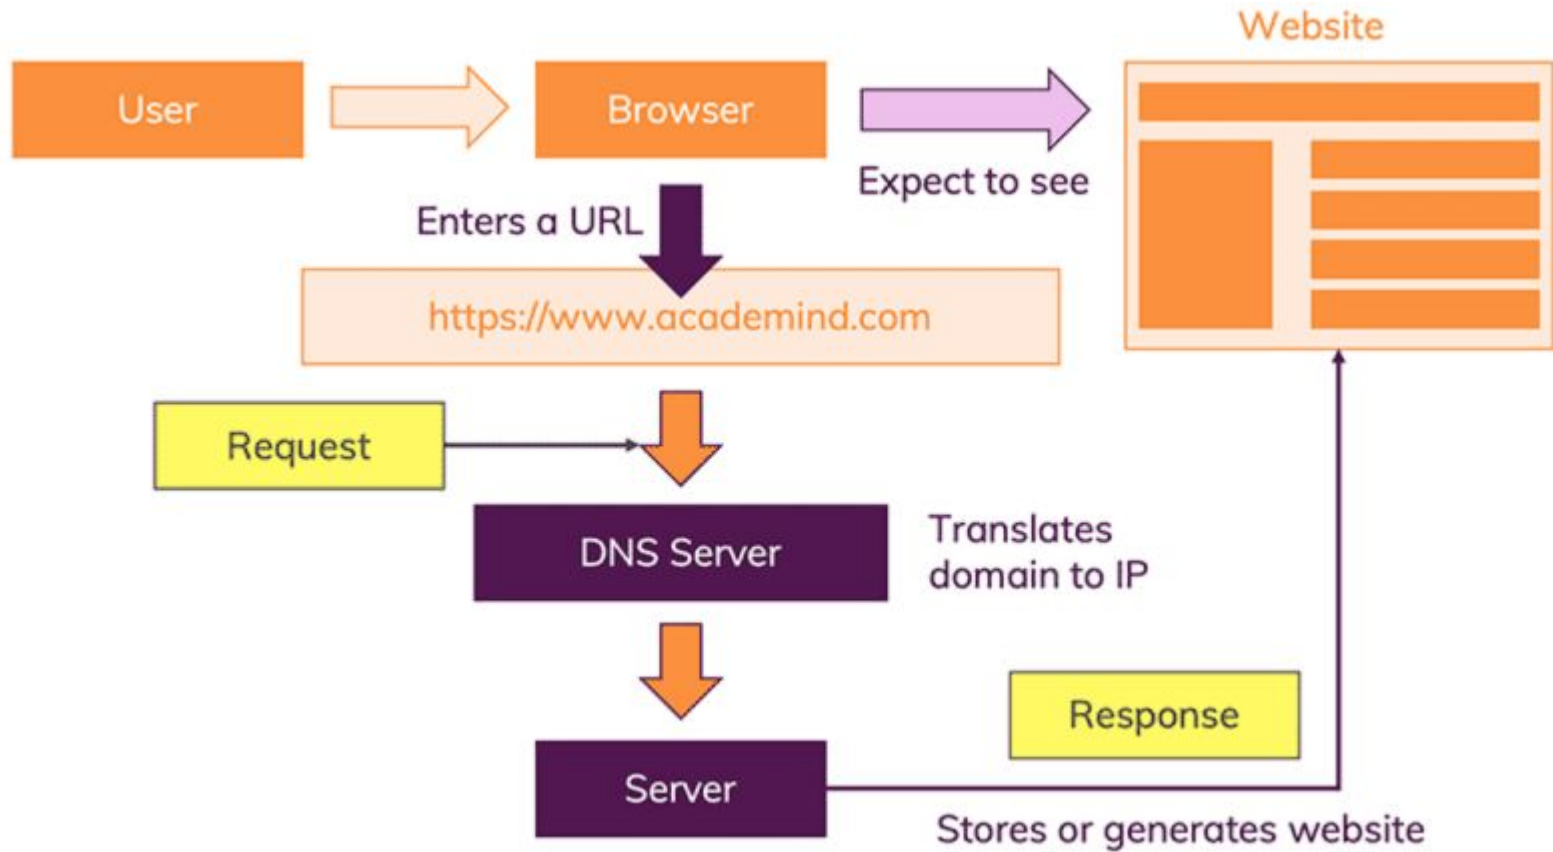 Website
User
Browser
Expect to see
Enters a URL
https://www.academind.com
Request
DNS Server
Translates
domain to IP
Response
Server
Stores or generates website